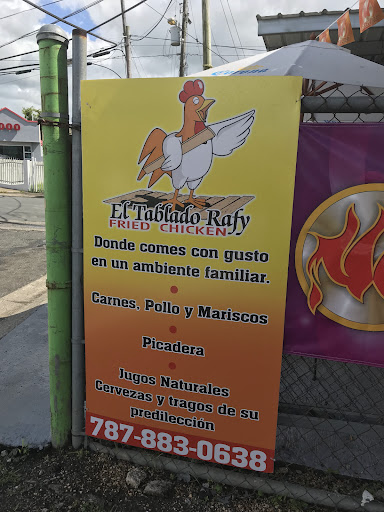 El Tablado Rafy
FRIED CHICKEN
Donde comes con gusto
en un ambiente familiar.
Carnes, Pollo y Mariscos
Picadera
Jugos Naturales
Cervezas y tragos de su
predilección
787-883-0638